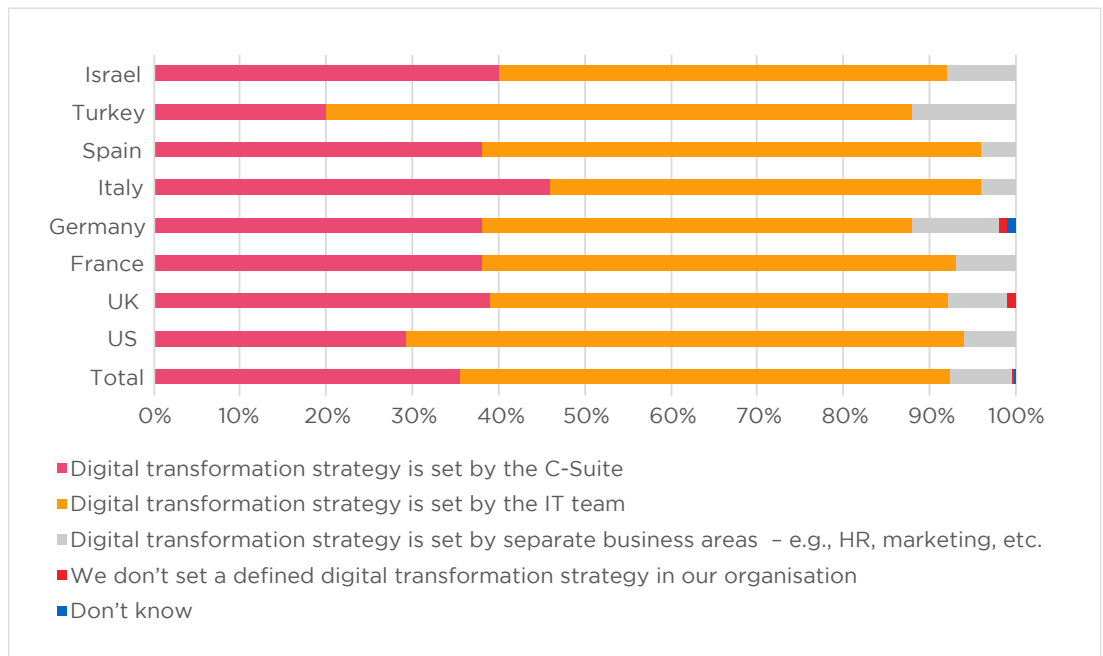 Israel
Turkey
Spain
Italy
Germany
France
UK
US
Total
0% 10% 20% 30% 40% 50% 60% 70% 80% 90% 100%
Digital transformation strategy is set by the C-Suite
Digital transformation strategy is set by the IT team
Digital transformation strategy is set by separate business areas – e.g., HR, marketing, etc.
We don’t set a defined digital transformation strategy in our organisation
Don’t know